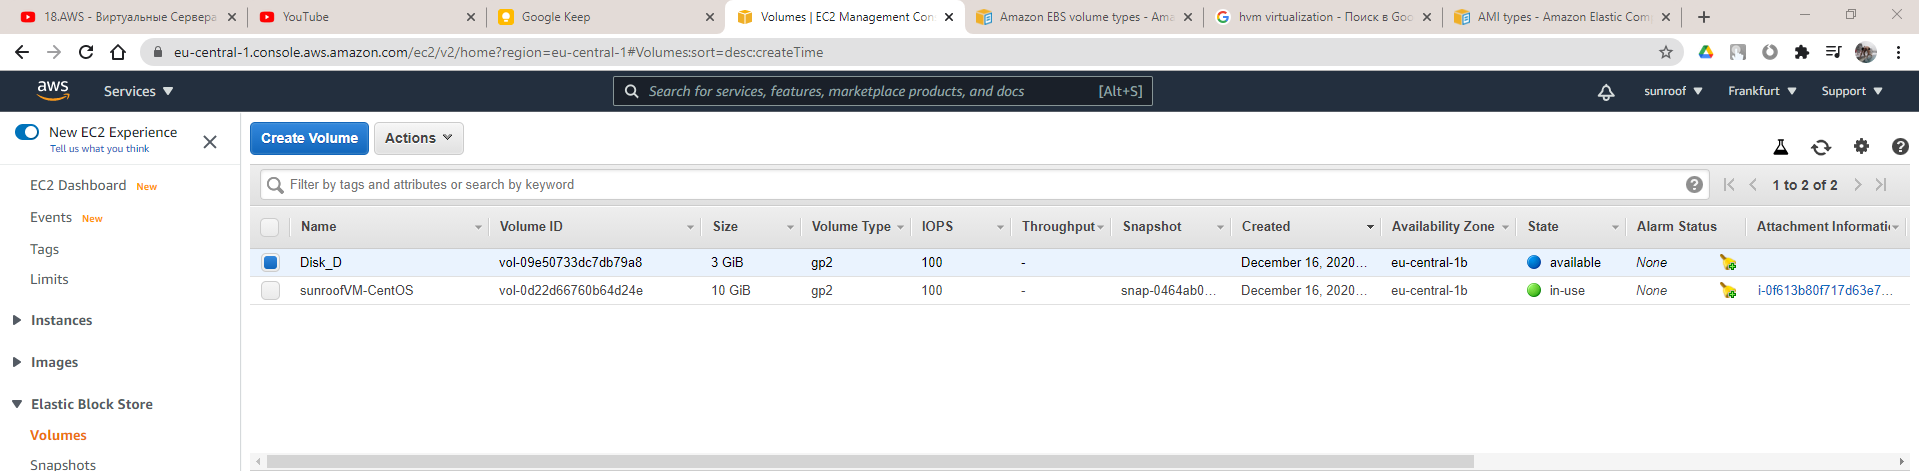 18.AWS - Виртуальные Сервера
YouTube
Google Keep
Volumes | EC2 Management Con
Amazon EBS volume types - Ama
hvm virtualization - Поиск в Goo
AMI types - Amazon Elastic Com
eu-central-1.console.aws.amazon.com/ec2/v2/home?region=eu-central-1#Volumes:sort=desc:createTime
aws
Services
Search for services, features, marketplace products, and docs [Alt+S]
sunroof
Frankfurt
Support
New EC2 Experience
Tell us what you think
EC2 Dashboard New
Events New
Tags
Limits
Instances
Images
Elastic Block Store
Volumes
Snapshots
Create Volume
Actions
Filter by tags and attributes or search by keyword
1 to 2 of 2
Name Volume ID Size Volume Type IOPS Throughput Snapshot Created Availability Zone State Alarm Status Attachment Informati
Disk_D vol-09e50733dc7db79a8 3 GiB gp2 100 - December 16, 2020... eu-central-1b available None
sunroofVM-CentOS vol-0d22d66760b64d24e 10 GiB gp2 100 - snap-0464ab0... December 16, 2020... eu-central-1b in-use None i-0f613b80f717d63e7...